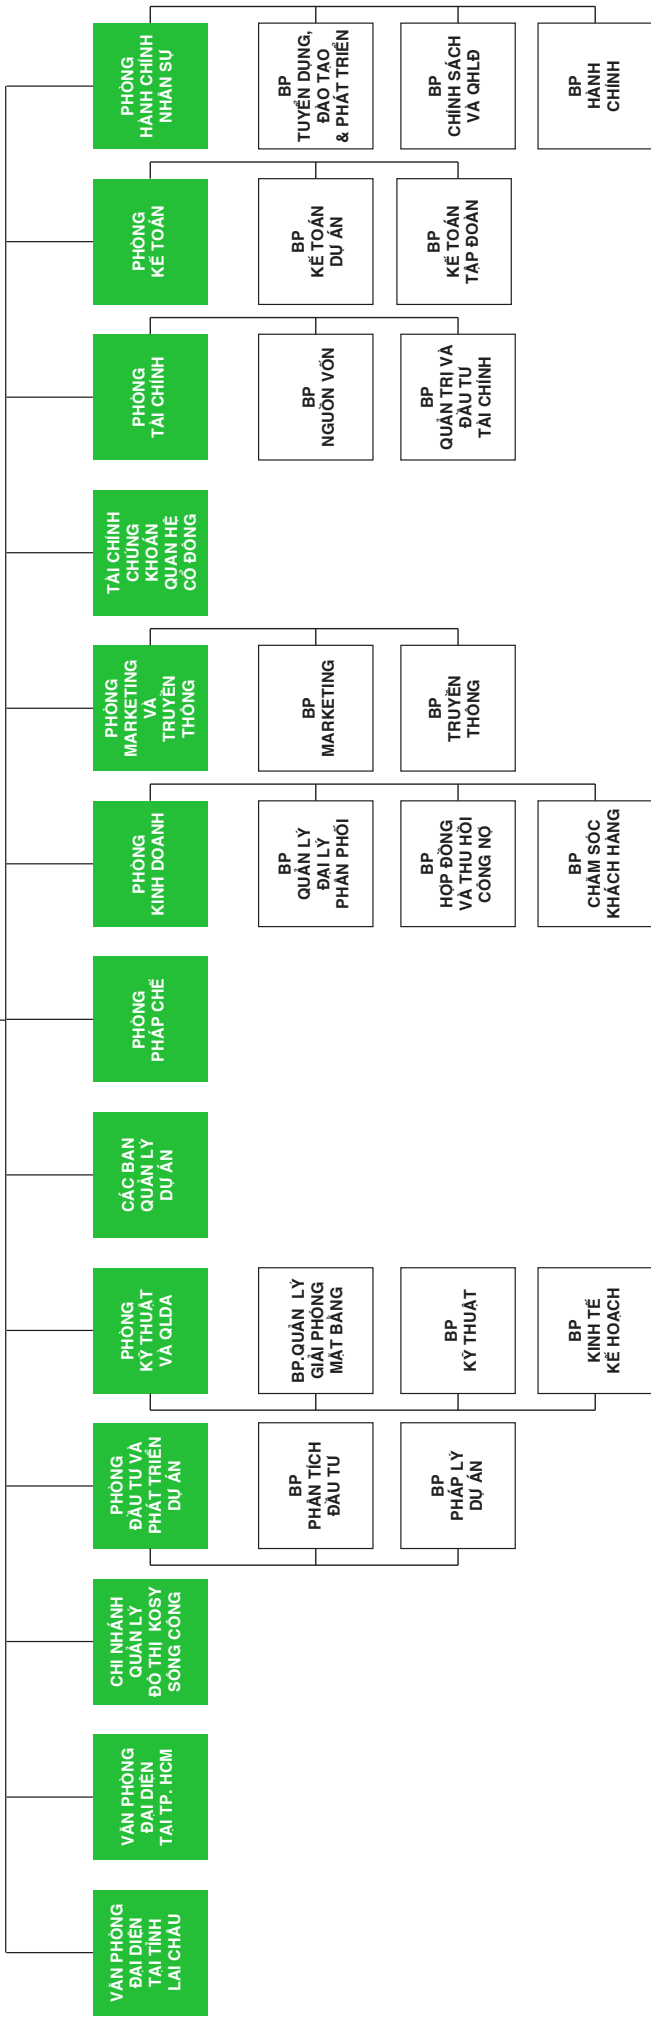 VĂN PHÒNG
ĐẠI DIỆN
TẠI TỈNH
LAI CHÂU
VĂN PHÒNG
ĐẠI DIỆN
TẠI TP. HCM
CHI NHÁNH
QUẢN LÝ
ĐÔ THỊ KOSY
SÔNG CÔNG
PHÒNG
ĐẦU TƯ VÀ
PHÁT TRIỂN
DỰ ÁN
PHÒNG
KỸ THUẬT
VÀ QLDA
CÁC BAN
QUẢN LÝ
DỰ ÁN
PHÒNG
PHÁP CHẾ
PHÒNG
KINH DOANH
PHÒNG
MARKETING
VÀ
TRUYỀN
THÔNG
TÀI CHÍNH
CHỨNG
KHOÁN
QUAN HỆ
CỔ ĐÔNG
PHÒNG
TÀI CHÍNH
PHÒNG
KẾ TOÁN
PHÒNG
HÀNH CHÍNH
NHÂN SỰ
BP
PHÂN TÍCH
ĐẦU TƯ
BP.QUẢN LÝ
GIẢI PHÓNG
MẶT BẰNG
BP
QUẢN LÝ
ĐẠI LÝ
PHÂN PHỐI
BP
MARKETING
BP
NGUỒN VỐN
BP
KẾ TOÁN
DỰ ÁN
BP
TUYỂN DỤNG,
ĐÀO TẠO
& PHÁT TRIỂN
BP
PHÁP LÝ
DỰ ÁN
BP
KỸ THUẬT
BP
HỢP ĐỒNG
VÀ THU HỒI
CÔNG NỢ
BP
TRUYỀN
THÔNG
BP
QUẢN TRỊ VÀ
ĐẦU TƯ
TÀI CHÍNH
BP
KẾ TOÁN
TẬP ĐOÀN
BP
CHÍNH SÁCH
VÀ QHLĐ
BP
KINH TẾ
KẾ HOẠCH
BP
CHĂM SÓC
KHÁCH HÀNG
BP
HÀNH
CHÍNH